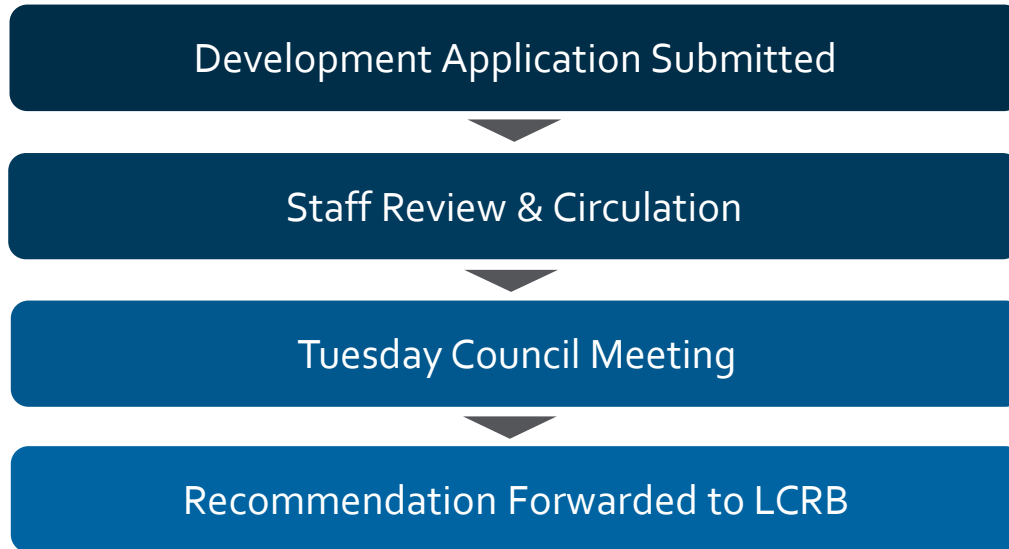 Development Application Submitted
Staff Review & Circulation
Tuesday Council Meeting
Recommendation Forwarded to LCRB